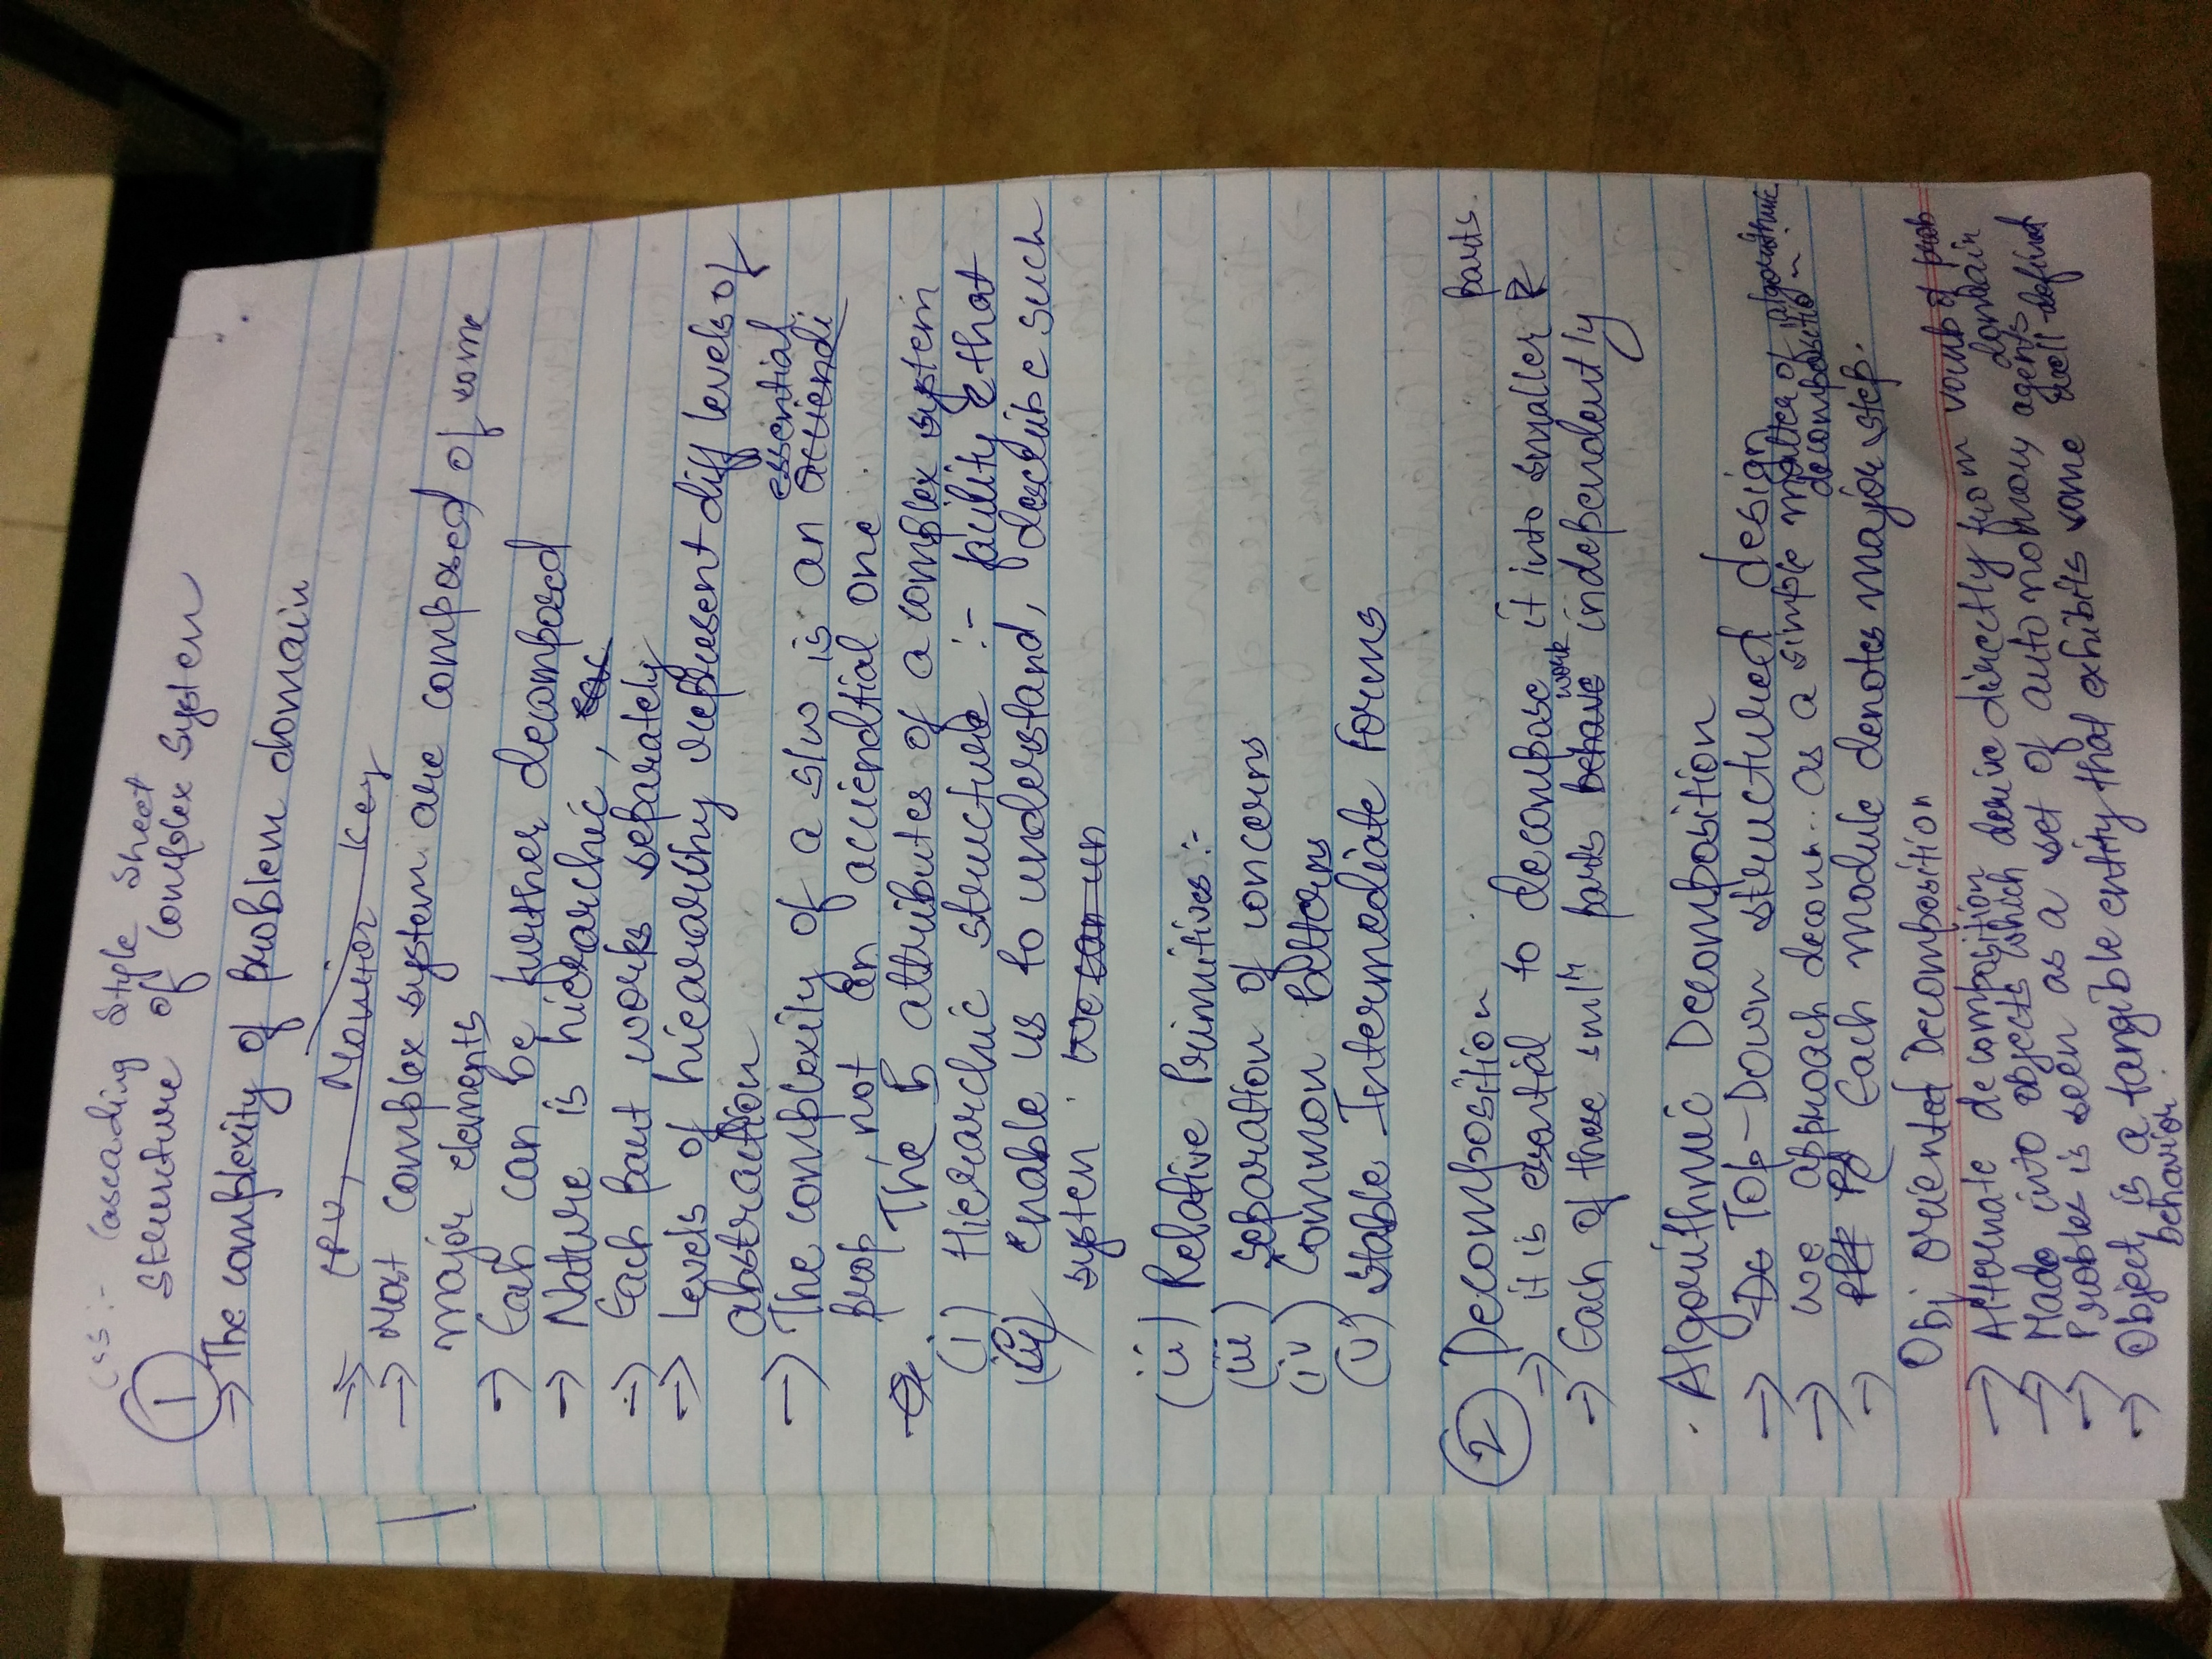 CSS :- Cascading Style Sheet
① Structure of Complex System
→ The complexity of problem domain
→ CPU, Monitor Key
→ Most complex system are composed of some
major elements
→ Each can be further decomposed
→ Nature is hierarchic,
→ Each part works separately
→ Levels of hierarchy represent diff levels of
abstraction
→ The complexity of a s/w is an essential
prop not an acciendtial one
The 5 attributes of a complex system
(i) Hierarchic structure :- facility that
enable us to understand, describe such
system. we can un
(ii) Relative Primitives :-
(iii) Separation of concerns
(iv) Common Patterns
(v) Stable Intermediate Forms
② Decomposition
→ it is essential to decompose it into smaller parts.
→ Each of these smllr parts work independently
· Algorithmic Decomposition
→ Top-Down structured design
→ we approach decom... as a simple matter of algorithmic decompositon
→ Each module denotes major step.
Obj oriented Decomposition
→ Alternate decomposition
→ Made into objects which derive directly from vocab of prob domain
→ Problem is seen as a set of autonomous agents
→ Object is a tangible entity that exhibits some well-defind
behavior.